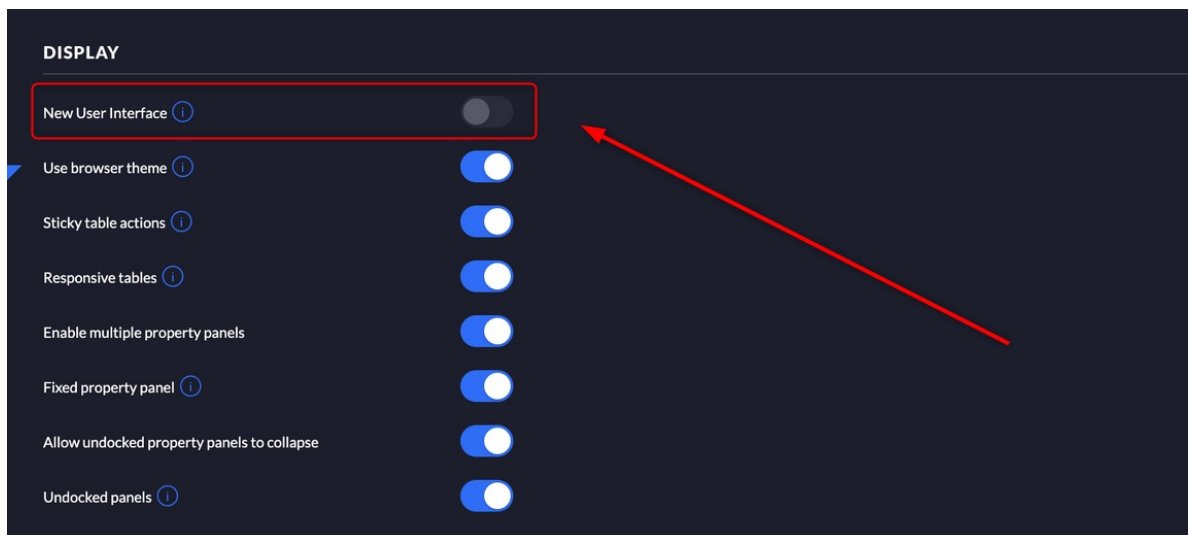 DISPLAY
New User Interface
Use browser theme
Sticky table actions
Responsive tables
Enable multiple property panels
Fixed property panel
Allow undocked property panels to collapse
Undocked panels